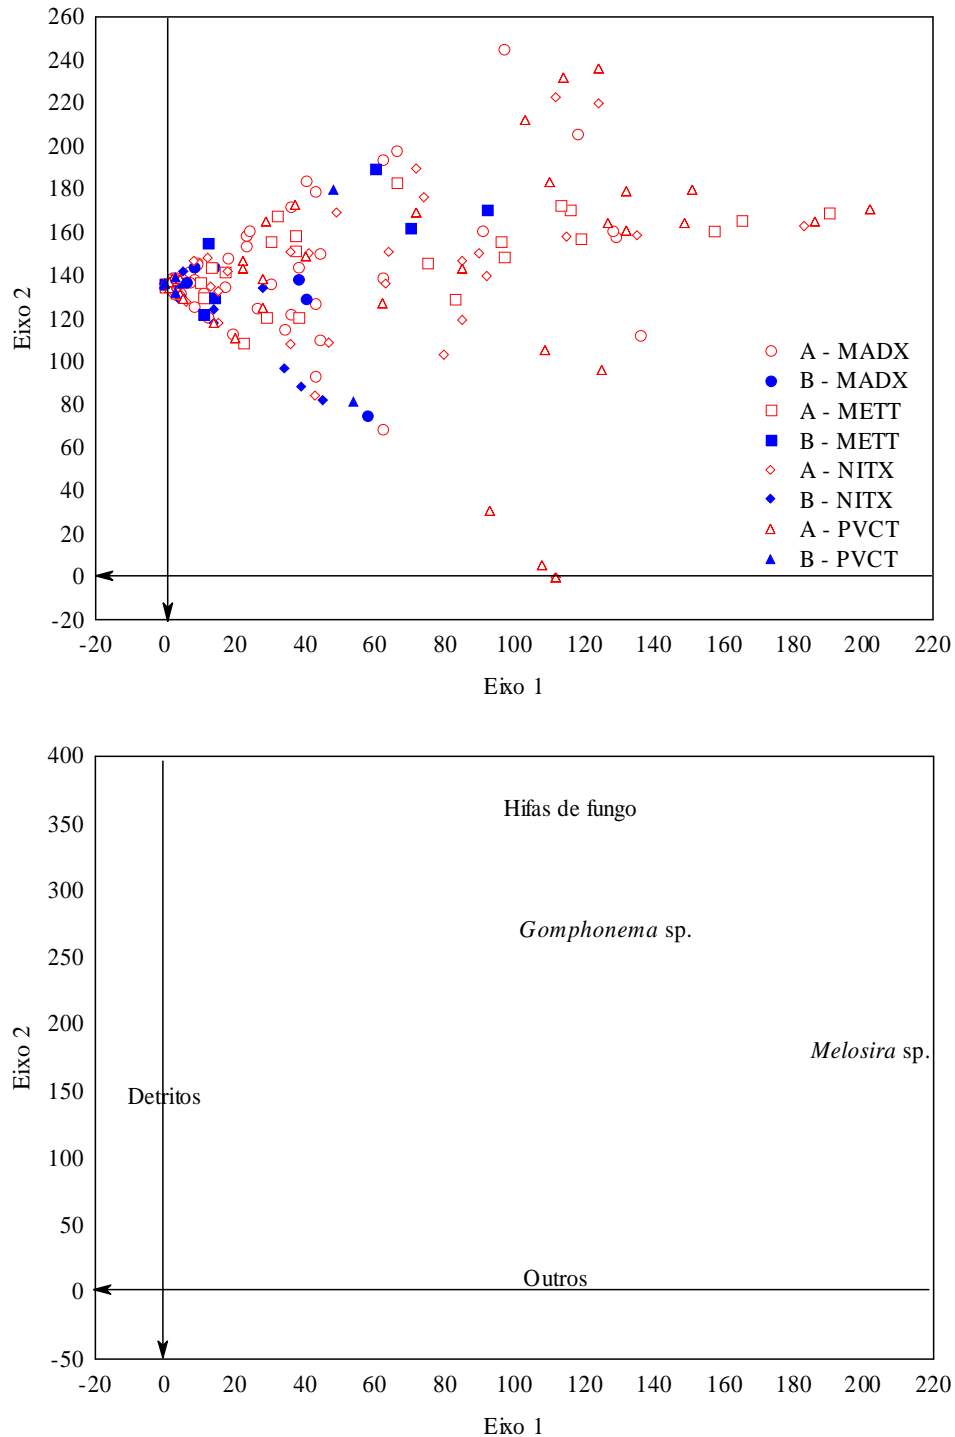 260
240
220
200
180
160
140
120
100
80
60
40
20
0
-20
Eixo 2
A - MADX
B - MADX
A - METT
B - METT
A - NITX
B - NITX
A - PVCT
B - PVCT
-20 0 20 40 60 80 100 120 140 160 180 200 220
Eixo 1
400
350
300
250
200
150
100
50
0
-50
Eixo 2
Hifas de fungo
Gomphonema sp.
Melosira sp.
Detritos
Outros
-20 0 20 40 60 80 100 120 140 160 180 200 220
Eixo 1